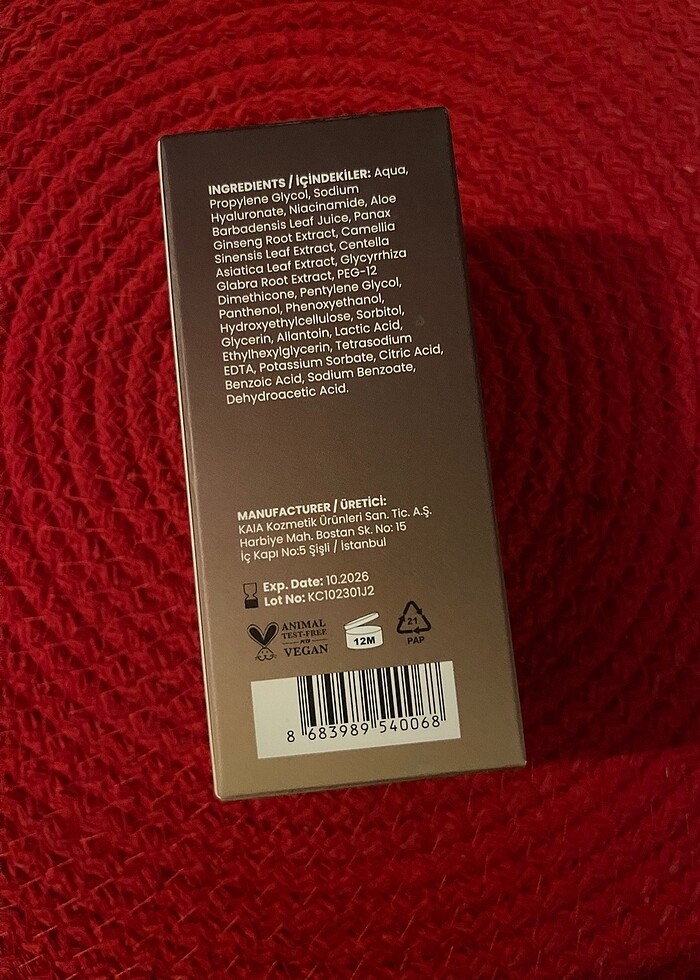 INGREDIENTS / İÇİNDEKİLER: Aqua,
Propylene Glycol, Sodium
Hyaluronate, Niacinamide, Aloe
Barbadensis Leaf Juice, Panax
Ginseng Root Extract, Camellia
Sinensis Leaf Extract, Centella
Asiatica Leaf Extract, Glycyrrhiza
Glabra Root Extract, PEG-12
Dimethicone, Pentylene Glycol,
Panthenol, Phenoxyethanol,
Hydroxyethylcellulose, Sorbitol,
Glycerin, Allantoin, Lactic Acid,
Ethylhexylglycerin, Tetrasodium
EDTA, Potassium Sorbate, Citric Acid,
Benzoic Acid, Sodium Benzoate,
Dehydroacetic Acid.
MANUFACTURER / ÜRETİCİ:
KAIA Kozmetik Ürünleri San. Tic. A.Ş.
Harbiye Mah. Bostan Sk. No: 15
İç Kapı No:5 Şişli / İstanbul
Exp. Date: 10.2026
Lot No: KC102301J2
ANIMAL
TEST-FREE
PETA
VEGAN
12M
21
PAP
8 683989 540068